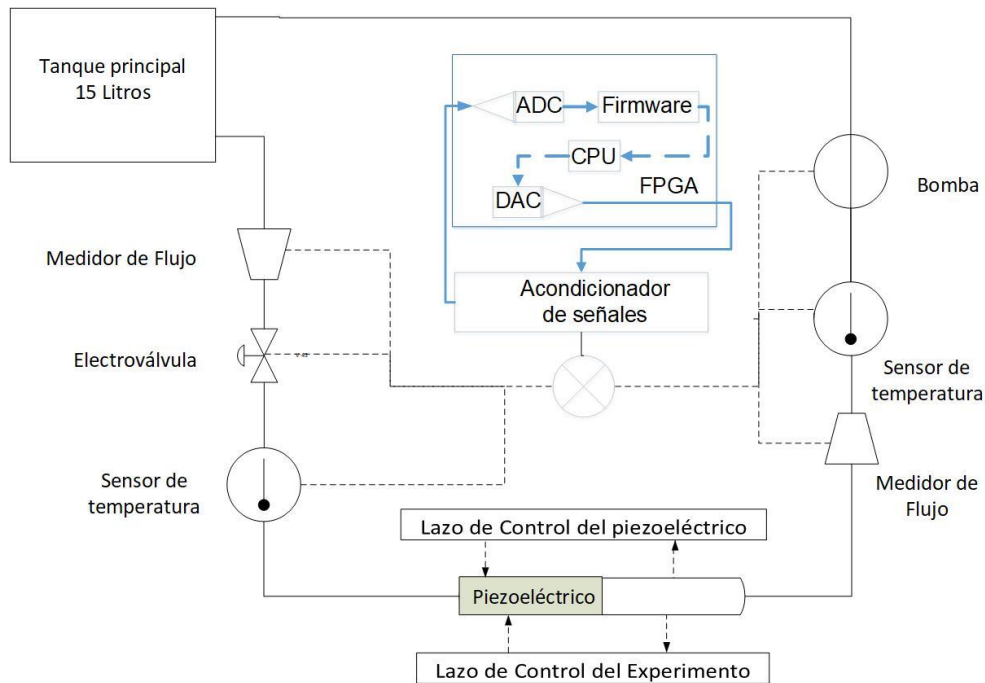 Tanque principal
15 Litros
ADC
Firmware
CPU
FPGA
DAC
Bomba
Medidor de Flujo
Acondicionador
de señales
Electroválvula
Sensor de
temperatura
Sensor de
temperatura
Medidor de
Flujo
Lazo de Control del piezoeléctrico
Piezoeléctrico
Lazo de Control del Experimento